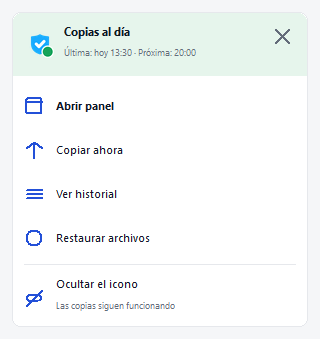 Copias al día
Última: hoy 13:30 · Próxima: 20:00
Abrir panel
Copiar ahora
Ver historial
Restaurar archivos
Ocultar el icono
Las copias siguen funcionando